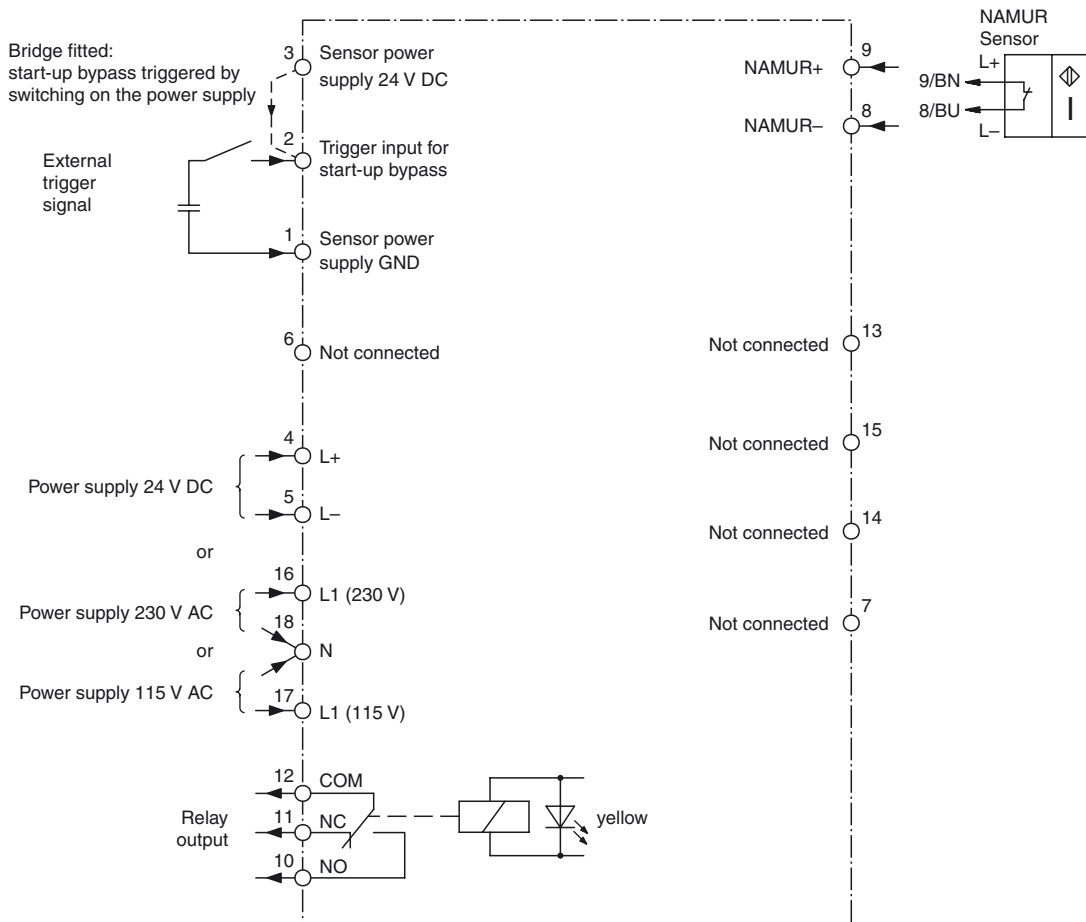 Bridge fitted:
start-up bypass triggered by
switching on the power supply
3
Sensor power
supply 24 V DC
2
Trigger input for
start-up bypass
External
trigger
signal
1
Sensor power
supply GND
6
Not connected
4
L+
Power supply 24 V DC
5
L–
or
16
L1 (230 V)
Power supply 230 V AC
18
or
N
Power supply 115 V AC
17
L1 (115 V)
12
COM
Relay
output
11
NC
10
NO
yellow
NAMUR
Sensor
9
NAMUR+
L+
9/BN
8
NAMUR–
8/BU
L–
13
Not connected
15
Not connected
14
Not connected
7
Not connected